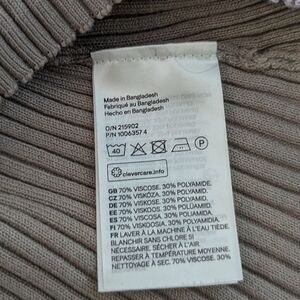 Made in Bangladesh
Fabriqué au Bangladesh
Hecho en Bangladesh
O/N 215902
P/N 1006357 4
40
P
clevercare.info
GB 70% VISCOSE. 30% POLYAMIDE.
CZ 70% VISKÓZA. 30% POLYAMID.
DE 70% VISKOSE. 30% POLYAMID.
EE 70% VISKOOS. 30% POLÜAMIID.
ES 70% VISCOSA. 30% POLIAMIDA.
FI 70% VISKOOSIA. 30% POLYAMIDI.
FR LAVER À LA MACHINE À L'EAU TIÈDE.
BLANCHIR SANS CHLORE SI
NÉCESSAIRE. SÉCHER À L'AIR.
REPASSER À TEMPÉRATURE MOYENNE.
NETTOYAGE À SEC. 70% VISCOSE. 30%